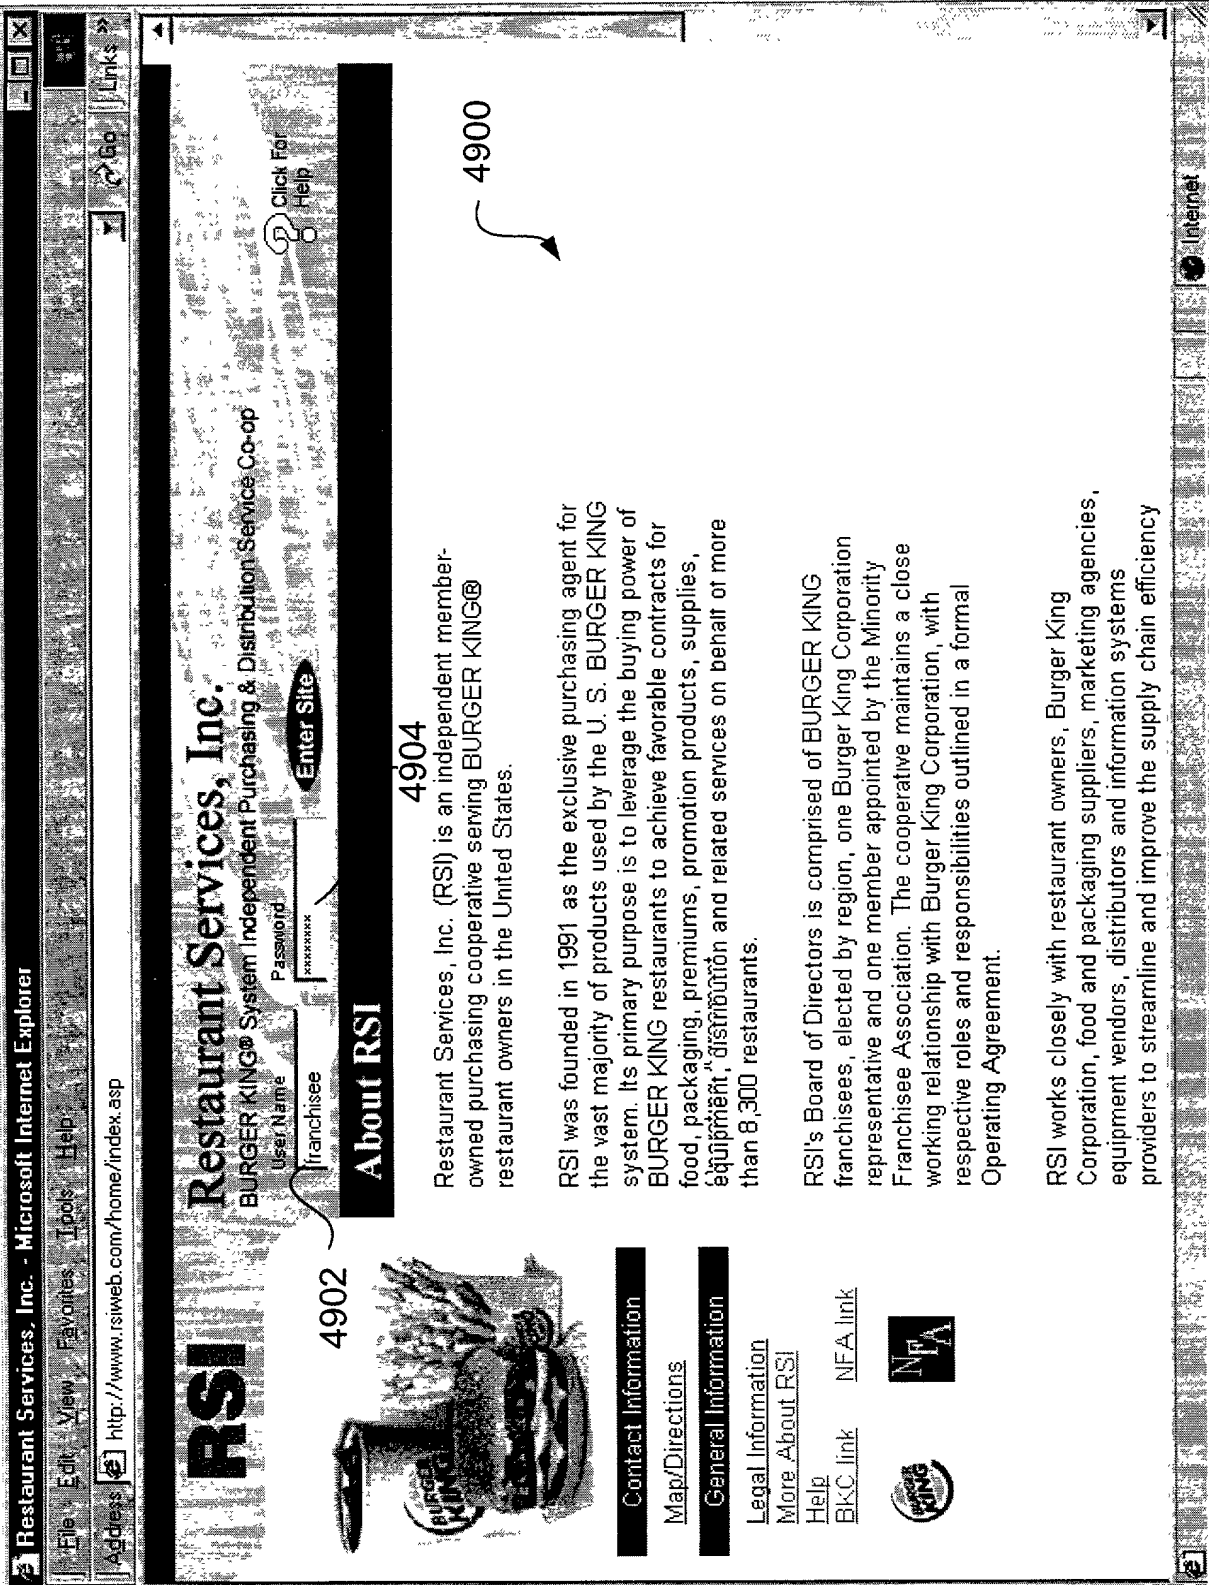 Restaurant Services, Inc. - Microsoft Internet Explorer
File Edit View Favorites Tools Help
Address http://www.rsiweb.com/home/index.asp Go Links »
RSI
Restaurant Services, Inc.
BURGER KING® System Independent Purchasing & Distribution Service Co-op
User Name Password
franchisee xxxxxxxxx Enter Site Click For Help
4902
4904
4900
About RSI
BURGER KING
Contact Information
Map/Directions
General Information
Legal Information
More About RSI
Help
BKC link NFA link
BURGER KING NFA
Restaurant Services, Inc. (RSI) is an independent member-
owned purchasing cooperative serving BURGER KING®
restaurant owners in the United States.
RSI was founded in 1991 as the exclusive purchasing agent for
the vast majority of products used by the U. S. BURGER KING
system. Its primary purpose is to leverage the buying power of
BURGER KING restaurants to achieve favorable contracts for
food, packaging, premiums, promotion products, supplies,
equipment, distribution and related services on behalf of more
than 8,300 restaurants.
RSI's Board of Directors is comprised of BURGER KING
franchisees, elected by region, one Burger King Corporation
representative and one member appointed by the Minority
Franchisee Association. The cooperative maintains a close
working relationship with Burger King Corporation, with
respective roles and responsibilities outlined in a formal
Operating Agreement.
RSI works closely with restaurant owners, Burger King
Corporation, food and packaging suppliers, marketing agencies,
equipment vendors, distributors and information systems
providers to streamline and improve the supply chain efficiency
Internet